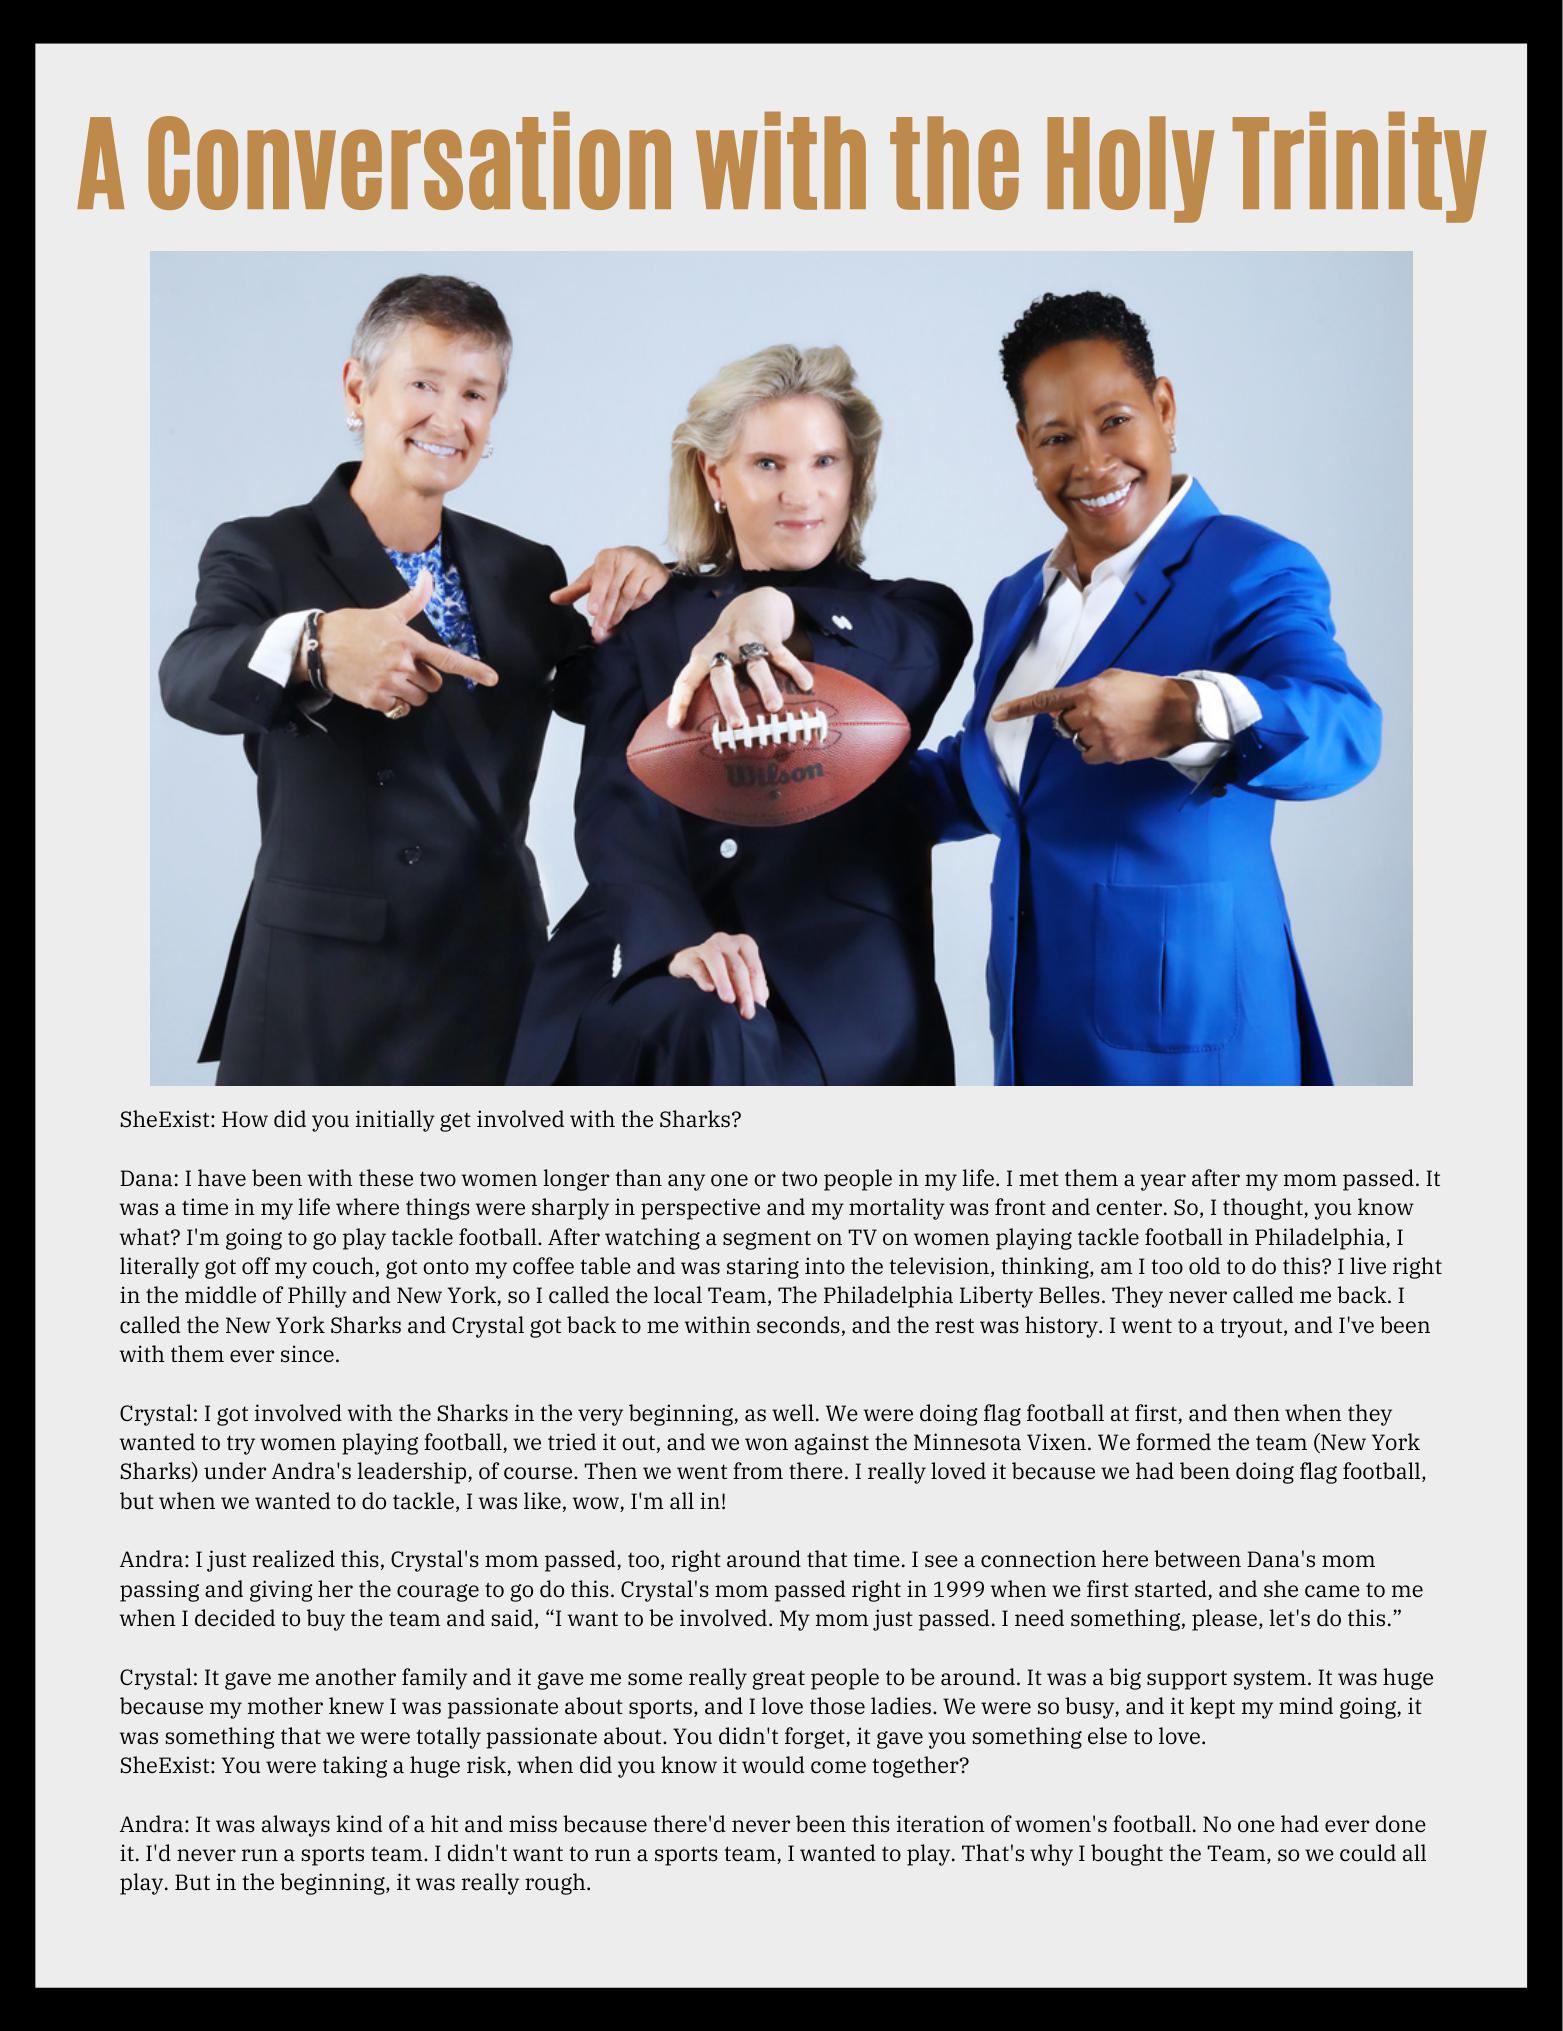 A Conversation with the Holy Trinity
Wilson
SheExist: How did you initially get involved with the Sharks?
Dana: I have been with these two women longer than any one or two people in my life. I met them a year after my mom passed. It
was a time in my life where things were sharply in perspective and my mortality was front and center. So, I thought, you know
what? I'm going to go play tackle football. After watching a segment on TV on women playing tackle football in Philadelphia, I
literally got off my couch, got onto my coffee table and was staring into the television, thinking, am I too old to do this? I live right
in the middle of Philly and New York, so I called the local Team, The Philadelphia Liberty Belles. They never called me back. I
called the New York Sharks and Crystal got back to me within seconds, and the rest was history. I went to a tryout, and I've been
with them ever since.
Crystal: I got involved with the Sharks in the very beginning, as well. We were doing flag football at first, and then when they
wanted to try women playing football, we tried it out, and we won against the Minnesota Vixen. We formed the team (New York
Sharks) under Andra's leadership, of course. Then we went from there. I really loved it because we had been doing flag football,
but when we wanted to do tackle, I was like, wow, I'm all in!
Andra: I just realized this, Crystal's mom passed, too, right around that time. I see a connection here between Dana's mom
passing and giving her the courage to go do this. Crystal's mom passed right in 1999 when we first started, and she came to me
when I decided to buy the team and said, “I want to be involved. My mom just passed. I need something, please, let's do this.”
Crystal: It gave me another family and it gave me some really great people to be around. It was a big support system. It was huge
because my mother knew I was passionate about sports, and I love those ladies. We were so busy, and it kept my mind going, it
was something that we were totally passionate about. You didn't forget, it gave you something else to love.
SheExist: You were taking a huge risk, when did you know it would come together?
Andra: It was always kind of a hit and miss because there'd never been this iteration of women's football. No one had ever done
it. I'd never run a sports team. I didn't want to run a sports team, I wanted to play. That's why I bought the Team, so we could all
play. But in the beginning, it was really rough.